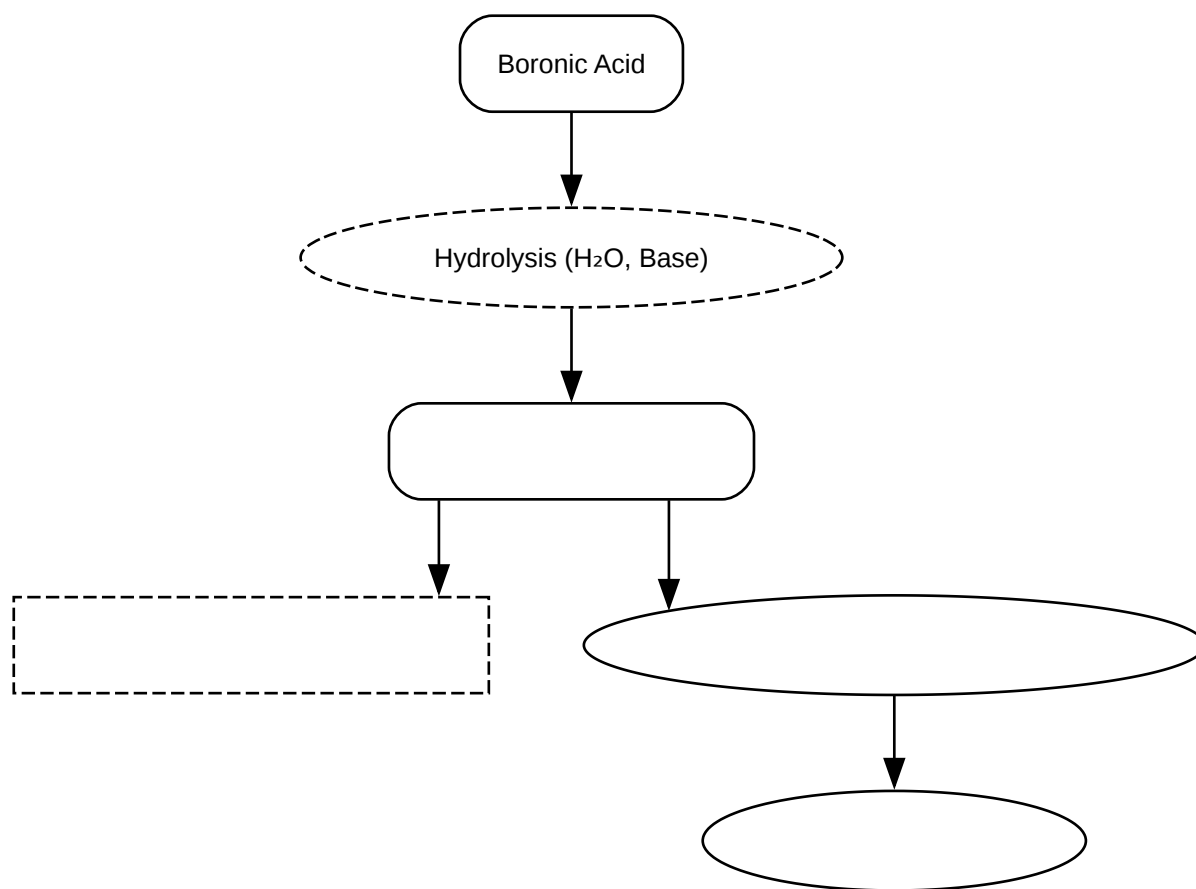 Boronic Acid
Hydrolysis (H₂O, Base)